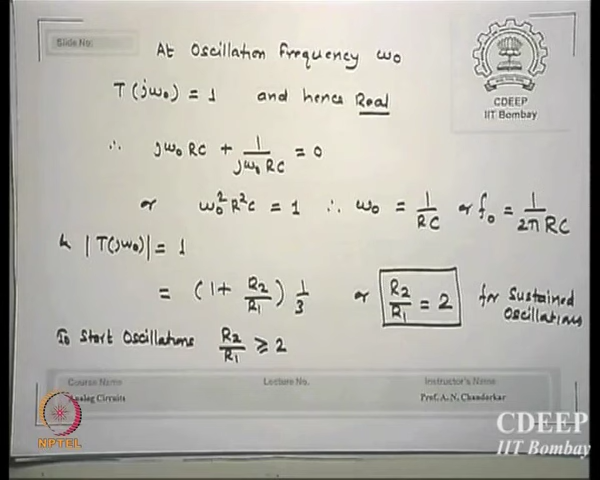 Slide No:
At Oscillation Frequency ω₀
T(jω₀) = 1 and hence Real
CDEEP
IIT Bombay
∴ jω₀RC + 1/(jω₀RC) = 0
or ω₀²R²C = 1 ∴ ω₀ = 1/RC or f₀ = 1/(2π RC)
& |T(jω₀)| = 1
= (1 + R₂/R₁) 1/3 or R₂/R₁ = 2 for Sustained Oscillations
To Start Oscillations R₂/R₁ ⩾ 2
Course Name Lecture No. Instructor's Name
Analog Circuits Prof. A. N. Chandorkar
NPTEL
CDEEP
IIT Bombay